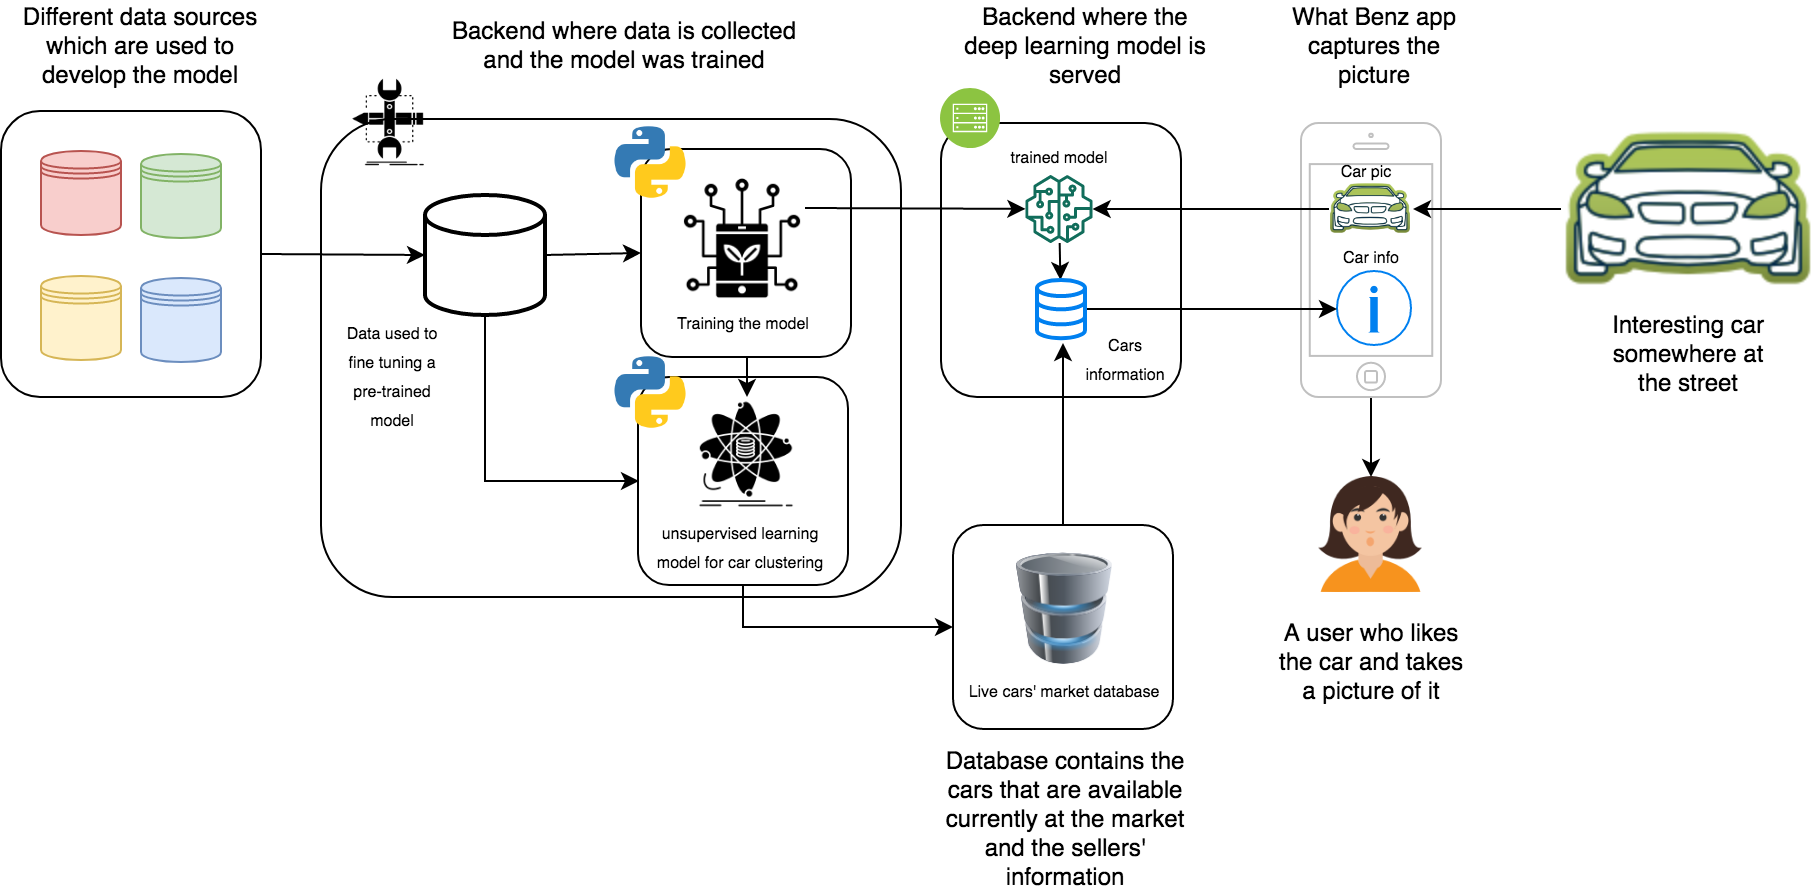 Different data sources
which are used to
develop the model
Backend where data is collected
and the model was trained
Backend where the
deep learning model is
served
What Benz app
captures the
picture
trained model
Car pic
Car info
Training the model
Data used to
fine tuning a
pre-trained
model
Cars
information
Interesting car
somewhere at
the street
unsupervised learning
model for car clustering
A user who likes
the car and takes
a picture of it
Live cars' market database
Database contains the
cars that are available
currently at the market
and the sellers'
information